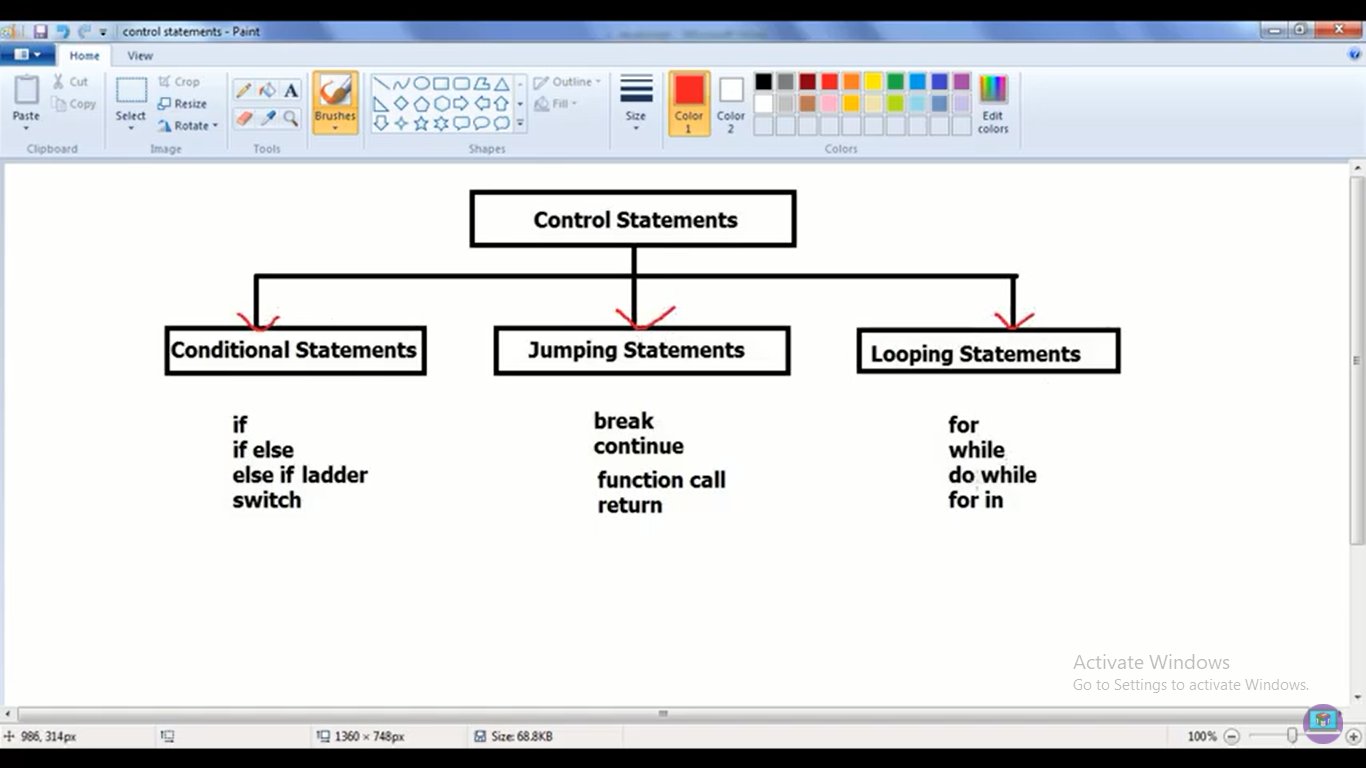 control statements - Paint
Home View
Paste
Cut
Copy
Clipboard
Select
Crop
Resize
Rotate
Image
A
Tools
Brushes
Shapes
Outline
Fill
Size
Color 1
Color 2
Edit colors
Colors
Control Statements
Conditional Statements
Jumping Statements
Looping Statements
if
if else
else if ladder
switch
break
continue
function call
return
for
while
do while
for in
Activate Windows
Go to Settings to activate Windows.
986, 314px
1360 × 748px
Size: 68.8KB
100%